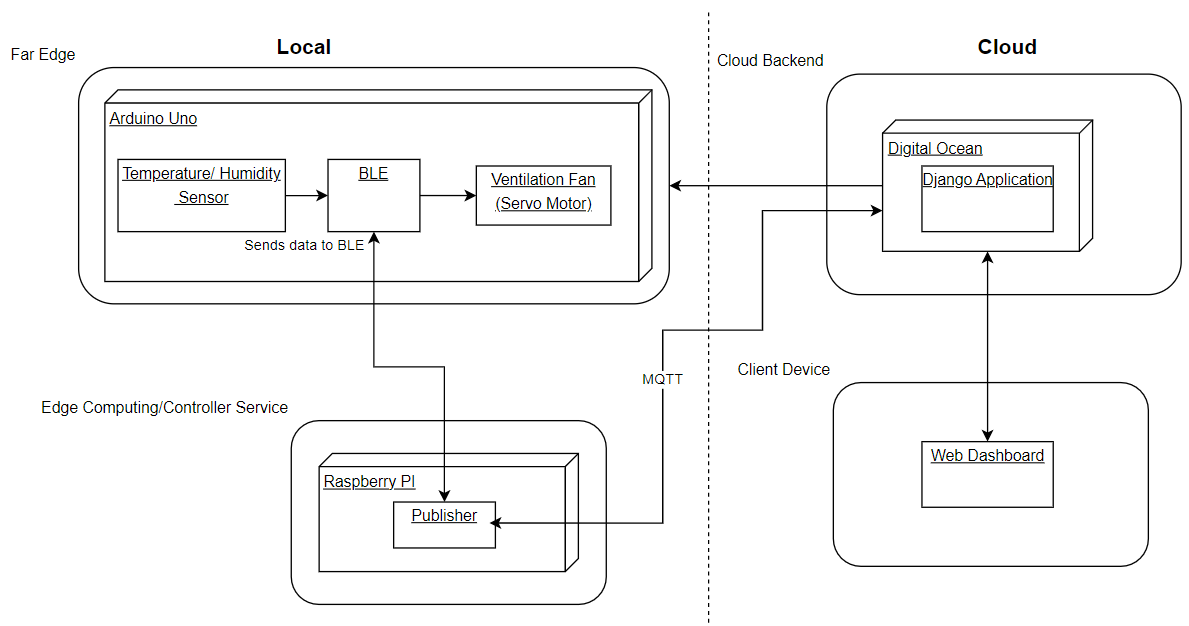 Local
Cloud
Far Edge
Cloud Backend
Arduino Uno
Temperature/ Humidity
Sensor
BLE
Ventilation Fan
(Servo Motor)
Sends data to BLE
Digital Ocean
Django Application
MQTT
Client Device
Edge Computing/Controller Service
Raspberry PI
Publisher
Web Dashboard